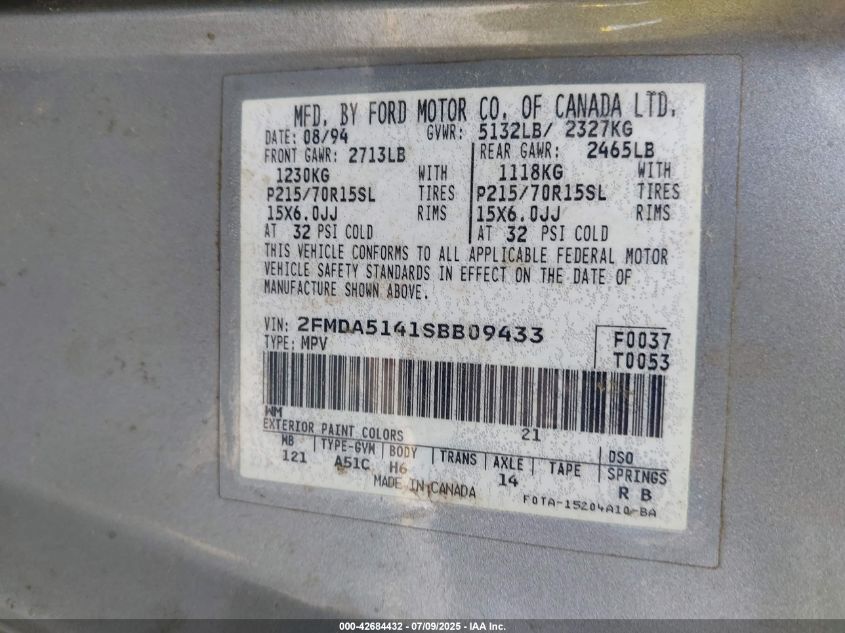 MFD. BY FORD MOTOR CO. OF CANADA LTD.
DATE: 08/94 GVWR: 5132LB/ 2327KG
FRONT GAWR: 2713LB REAR GAWR: 2465LB
1230KG WITH 1118KG WITH
P215/70R15SL TIRES P215/70R15SL TIRES
15X6.0JJ RIMS 15X6.0JJ RIMS
AT 32 PSI COLD AT 32 PSI COLD
THIS VEHICLE CONFORMS TO ALL APPLICABLE FEDERAL MOTOR
VEHICLE SAFETY STANDARDS IN EFFECT ON THE DATE OF
MANUFACTURE SHOWN ABOVE.
VIN: 2FMDA5141SBB09433 F0037
TYPE: MPV T0053
WM
EXTERIOR PAINT COLORS 21 DSO
WB TYPE-GVW BODY TRANS AXLE TAPE SPRINGS
121 A51C H6 14 R B
MADE IN CANADA F0TA-15204A10-BA
000-42684432 - 07/09/2025 - IAA Inc.